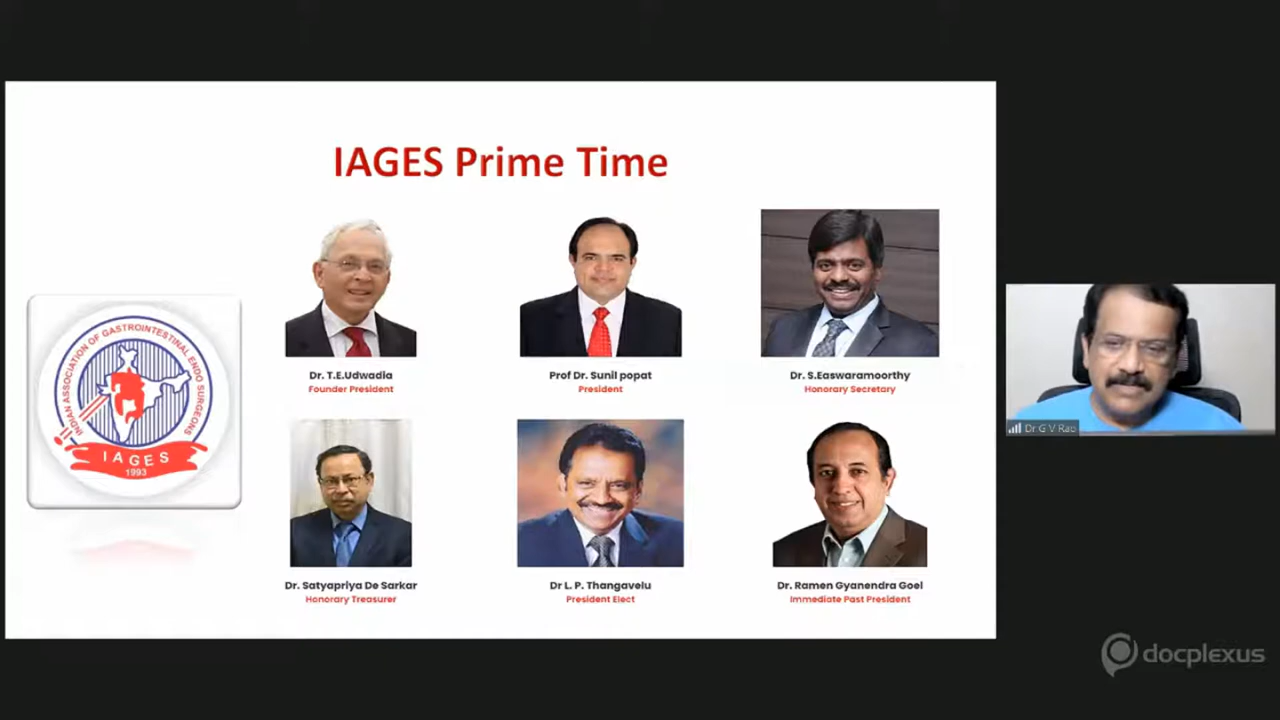 IAGES Prime Time
INDIAN ASSOCIATION OF GASTROINTESTINAL ENDO SURGEONS
IAGES
1993
Dr. T.E.Udwadia
Founder President
Prof Dr. Sunil popat
President
Dr. S.Easwaramoorthy
Honorary Secretary
Dr. Satyapriya De Sarkar
Honorary Treasurer
Dr L. P. Thangavelu
President Elect
Dr. Ramen Gyanendra Goel
Immediate Past President
Dr G V Rao
docplexus